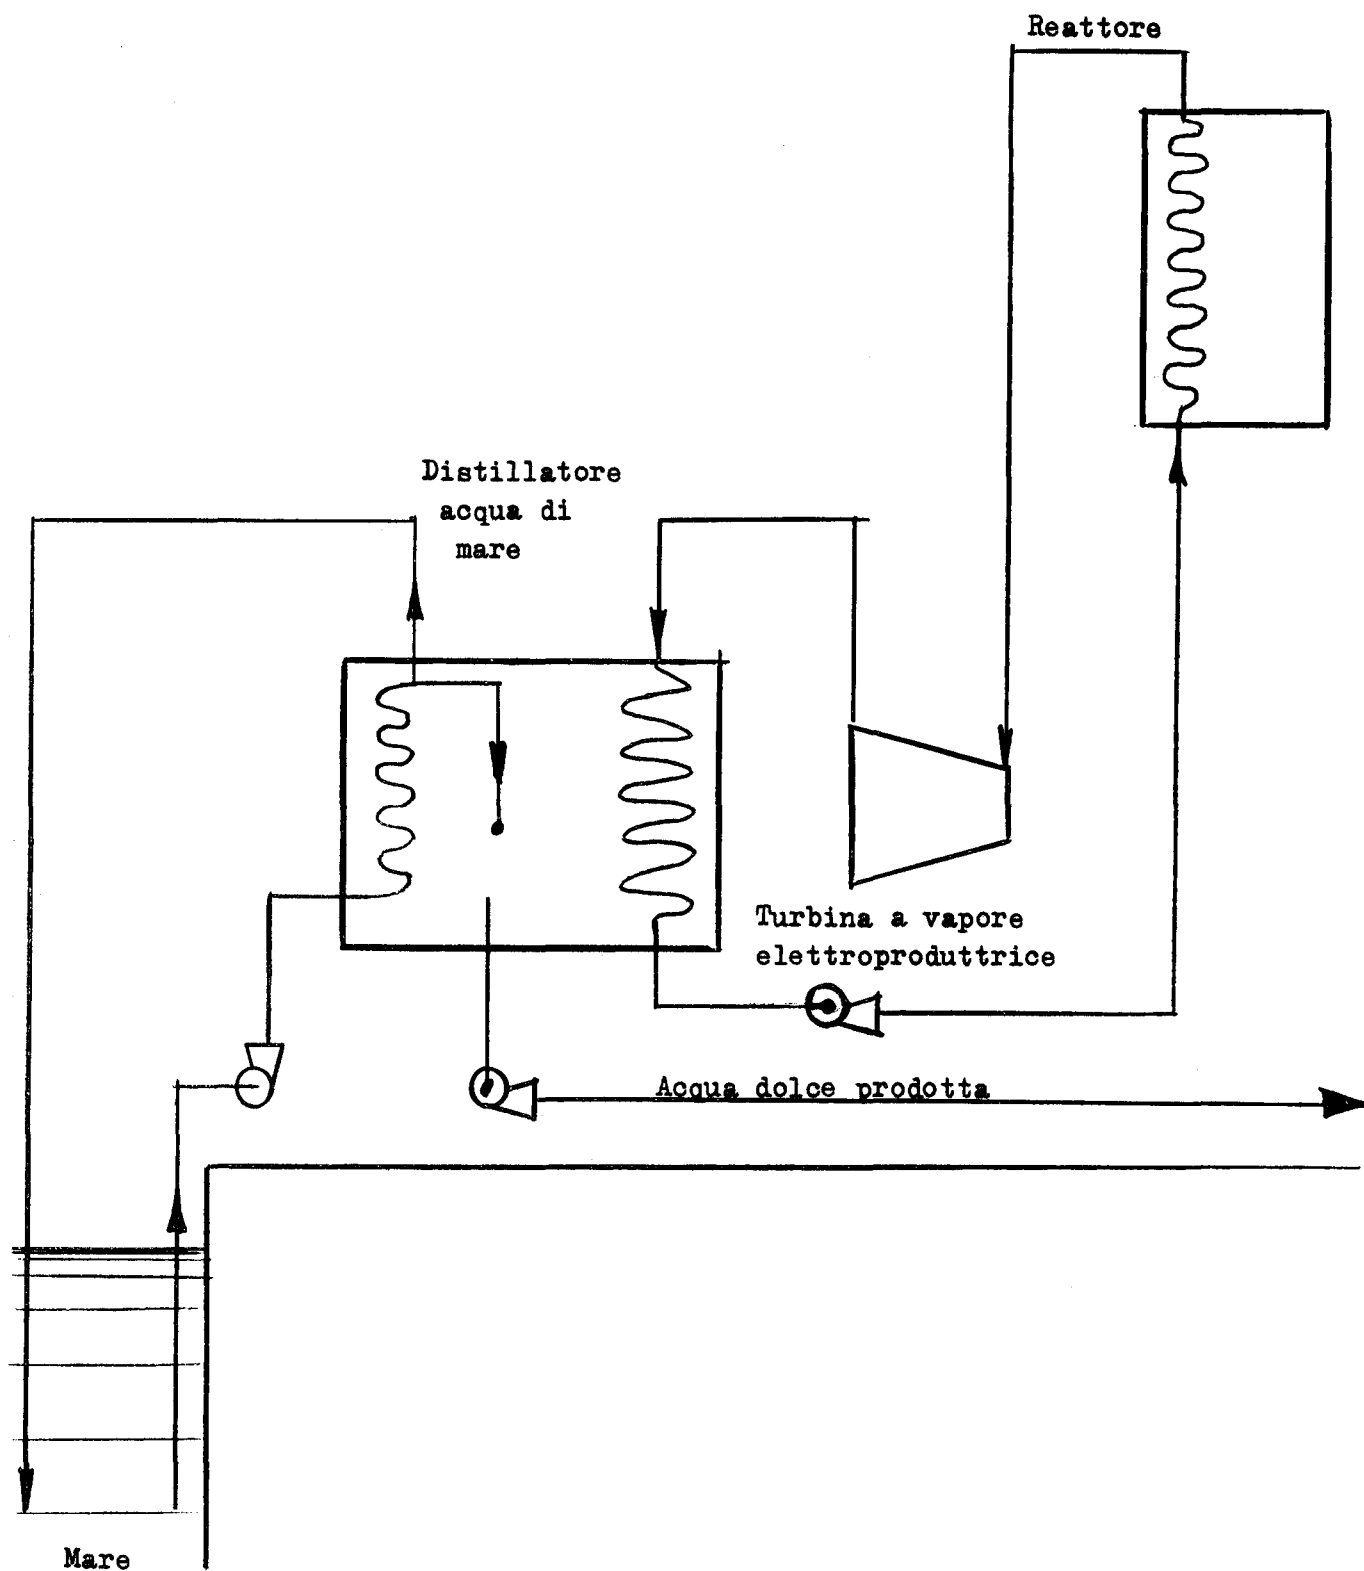 Reattore
Distillatore
acqua di
mare
Turbina a vapore
elettroproduttrice
Acqua dolce prodotta
Mare